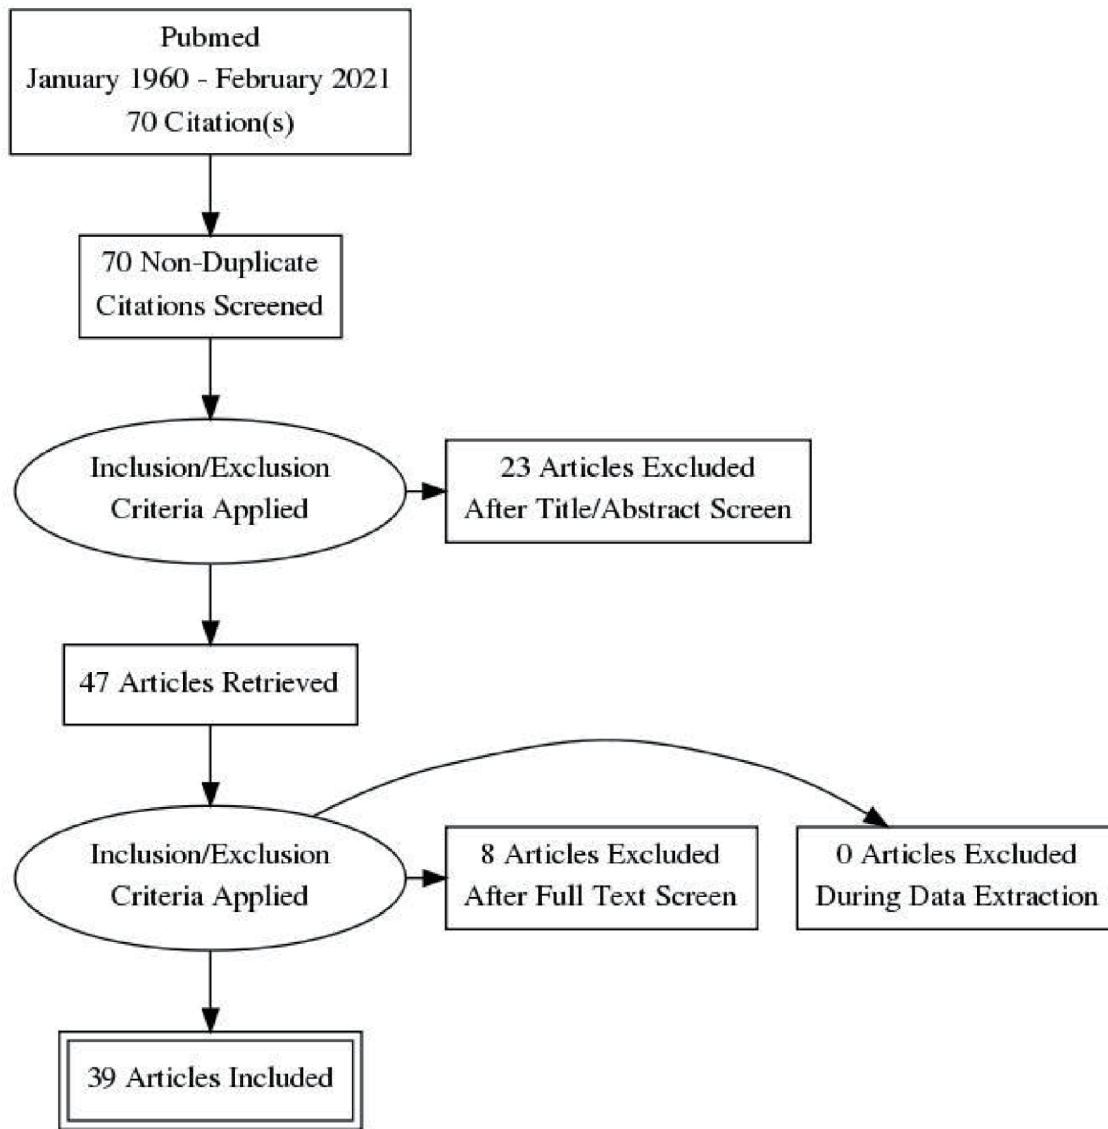 Pubmed
January 1960 - February 2021
70 Citation(s)
70 Non-Duplicate
Citations Screened
Inclusion/Exclusion
Criteria Applied
23 Articles Excluded
After Title/Abstract Screen
47 Articles Retrieved
Inclusion/Exclusion
Criteria Applied
8 Articles Excluded
After Full Text Screen
0 Articles Excluded
During Data Extraction
39 Articles Included